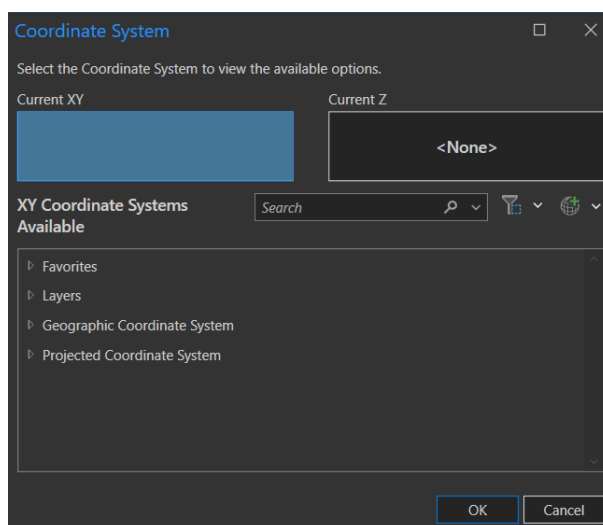 Coordinate System
Select the Coordinate System to view the available options.
Current XY
Current Z
<None>
XY Coordinate Systems
Available
Search
Favorites
Layers
Geographic Coordinate System
Projected Coordinate System
OK
Cancel